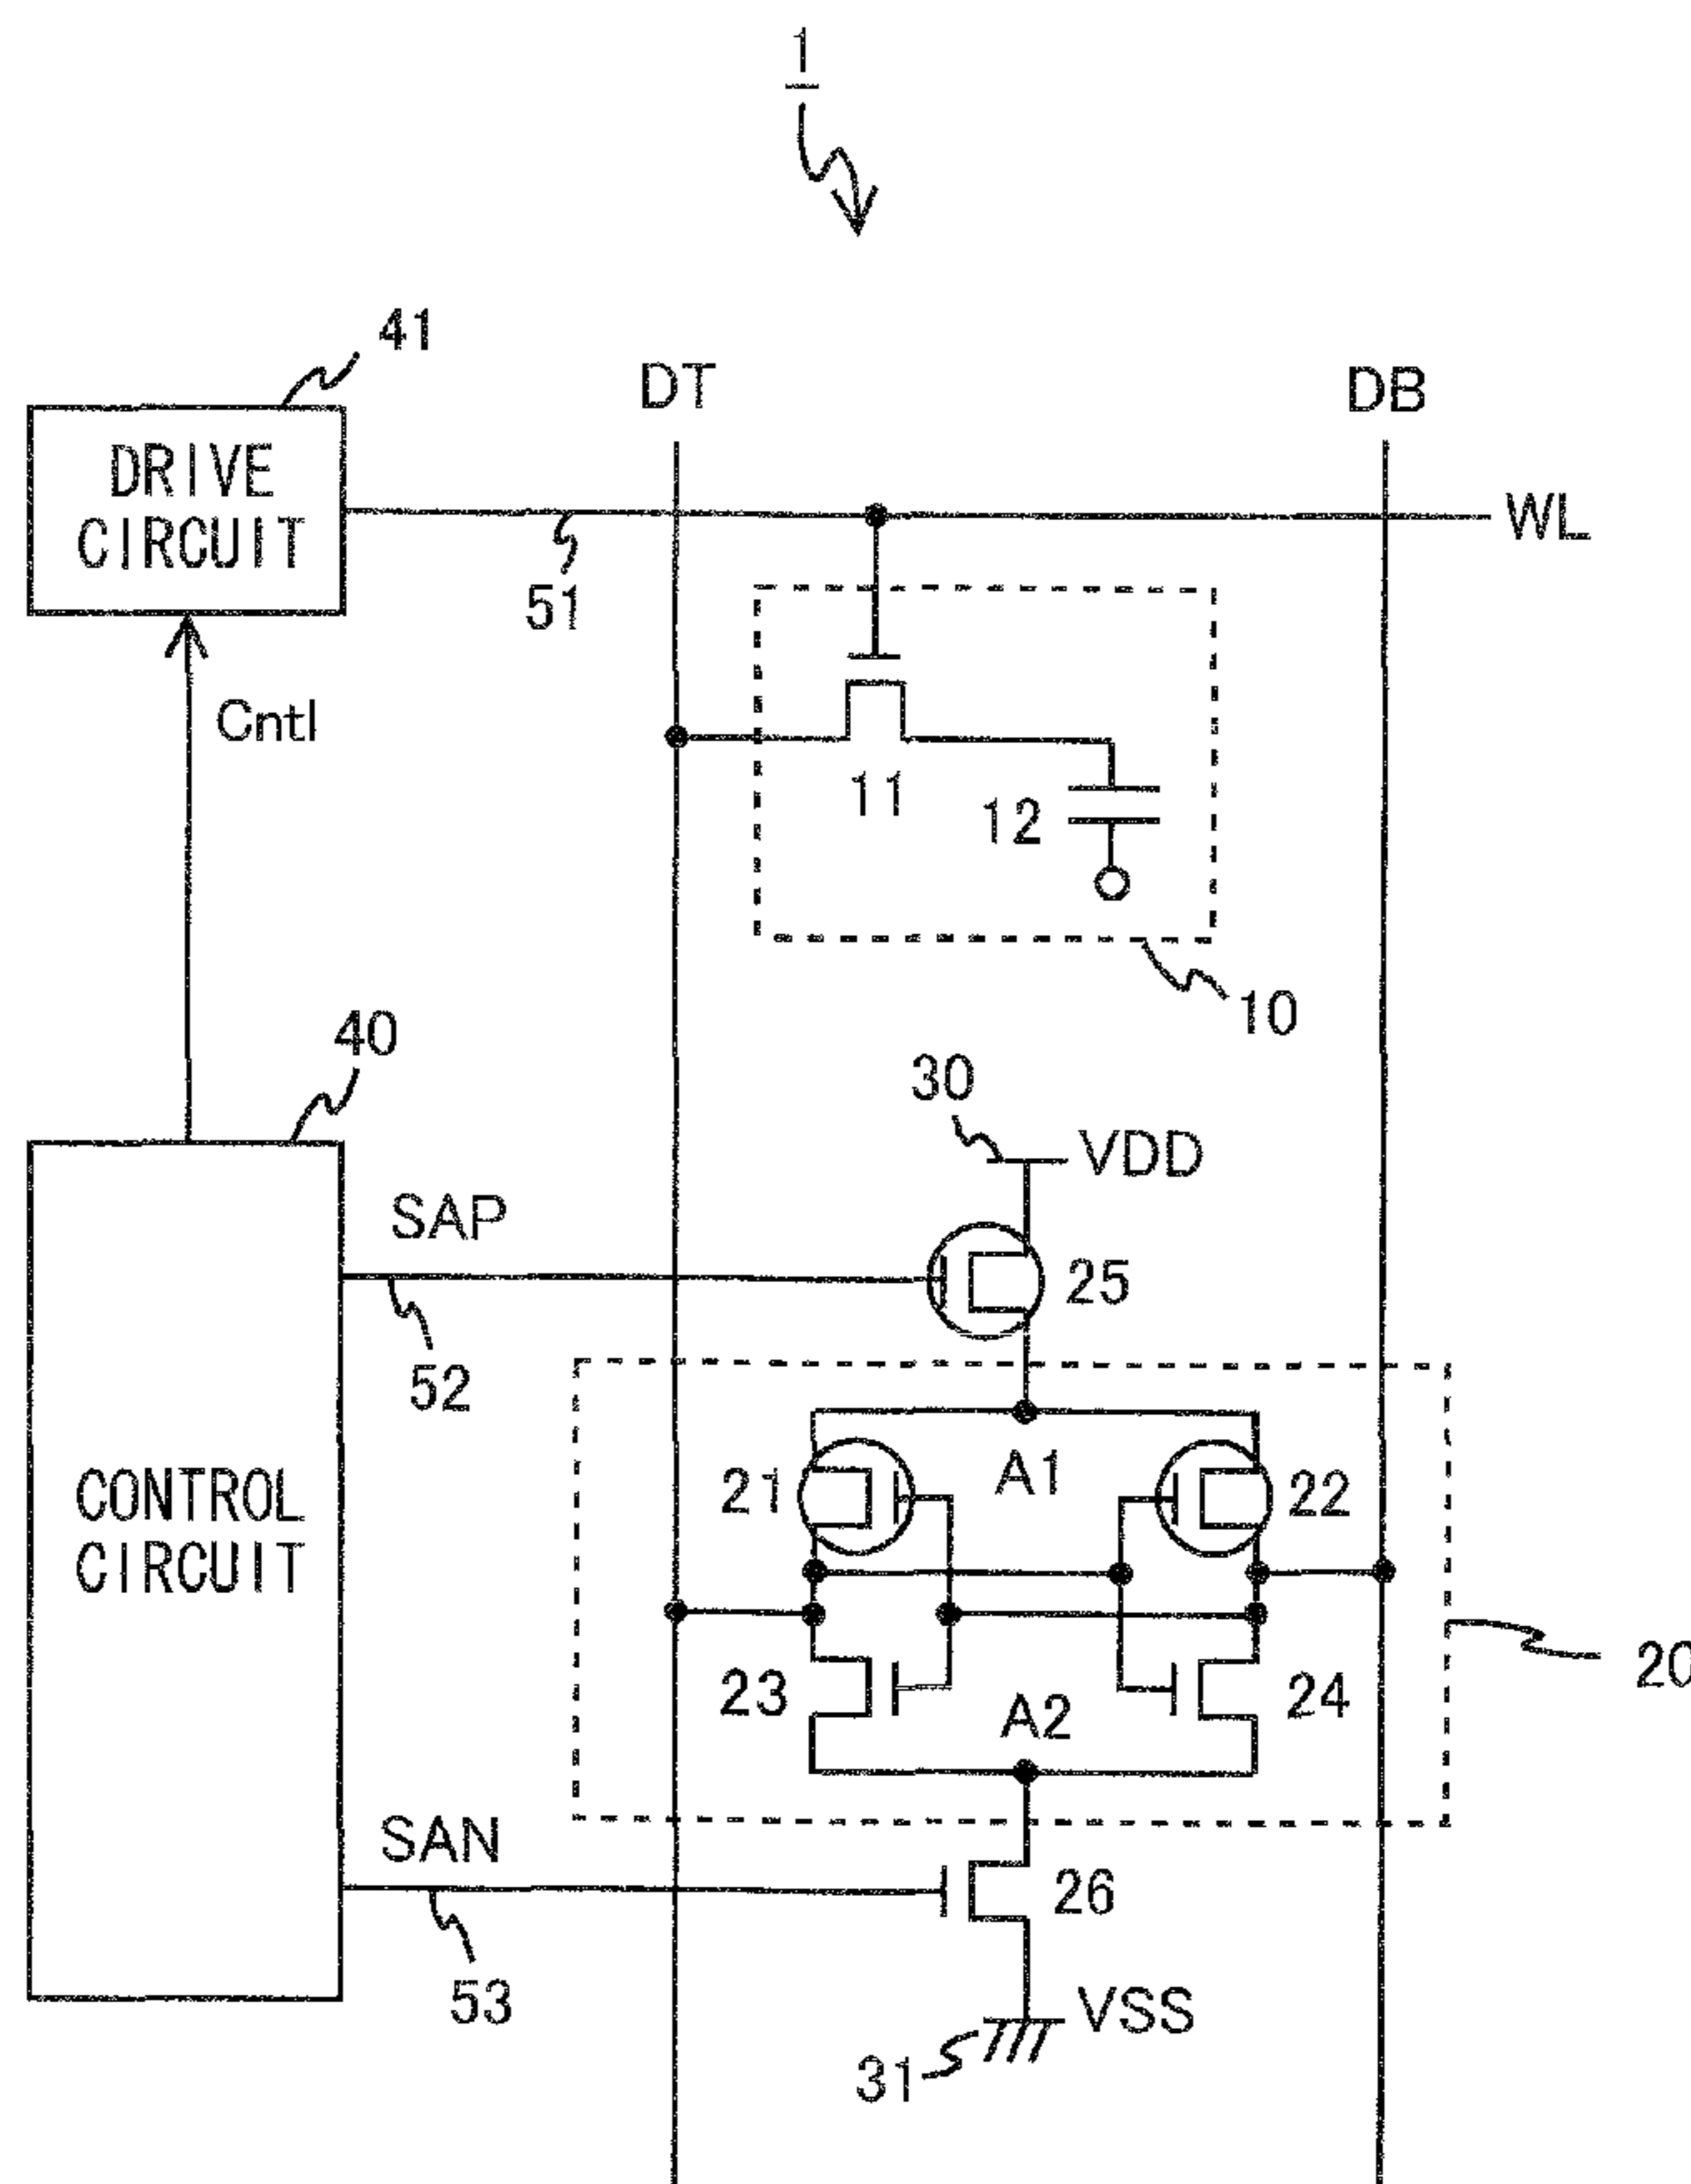 1
41
DT
DB
DRIVE
CIRCUIT
WL
51
Cntl
11
12
10
40
30
VDD
SAP
25
52
A1
21
22
CONTROL
CIRCUIT
23
A2
24
20
SAN
26
53
VSS
31